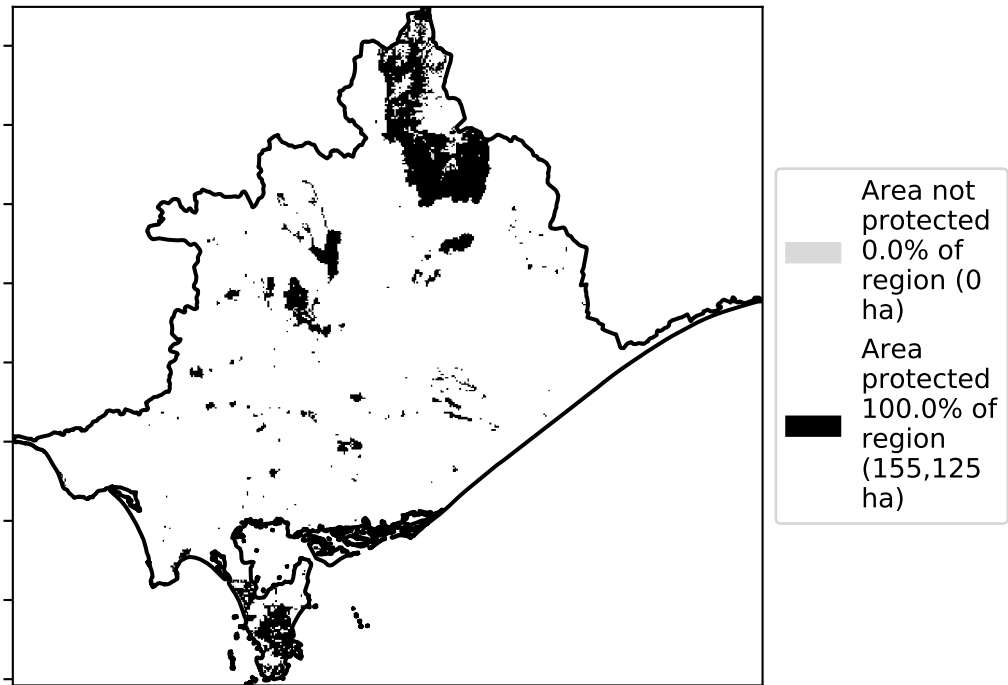 Area not
protected
0.0% of
region (0
ha)
Area
protected
100.0% of
region
(155,125
ha)